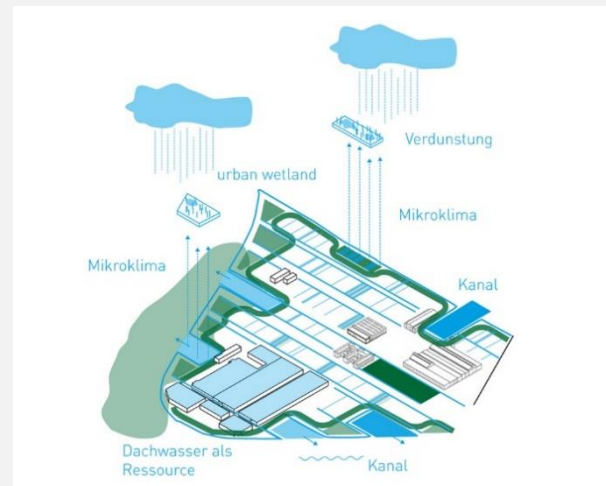 Verdunstung
urban wetland
Mikroklima
Mikroklima
Kanal
Dachwasser als
Ressource
Kanal